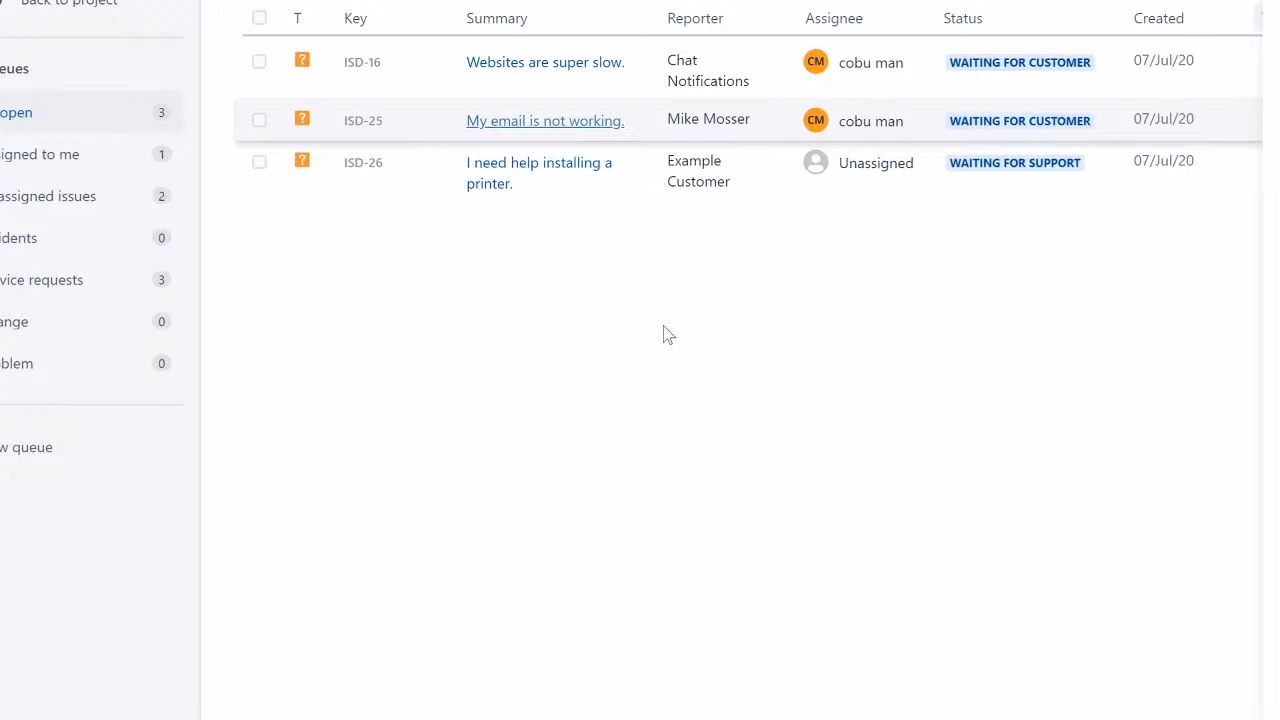 Back to project
eues
open 3
igned to me 1
assigned issues 2
idents 0
vice requests 3
ange 0
blem 0
w queue
T Key Summary Reporter Assignee Status Created
? ISD-16 Websites are super slow. Chat Notifications CM cobu man WAITING FOR CUSTOMER 07/Jul/20
? ISD-25 My email is not working. Mike Mosser CM cobu man WAITING FOR CUSTOMER 07/Jul/20
? ISD-26 I need help installing a printer. Example Customer Unassigned WAITING FOR SUPPORT 07/Jul/20